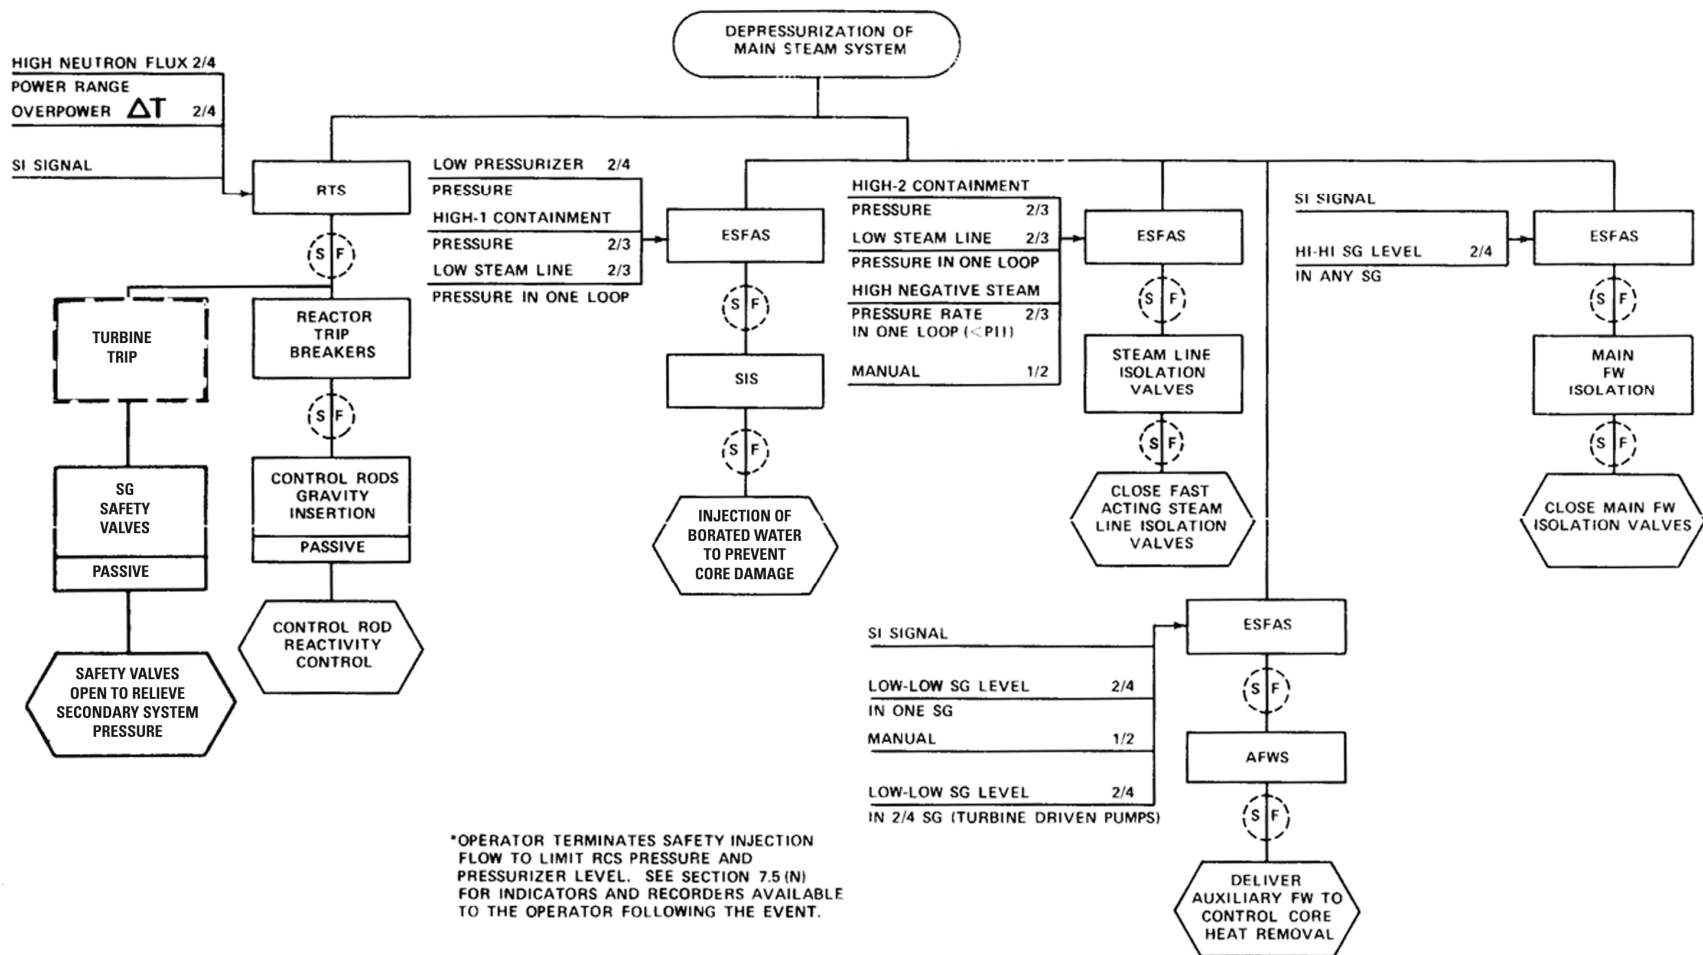 DEPRESSURIZATION OF
MAIN STEAM SYSTEM
HIGH NEUTRON FLUX 2/4
POWER RANGE
OVERPOWER ΔT 2/4
SI SIGNAL
RTS
S F
TURBINE
TRIP
REACTOR
TRIP
BREAKERS
S F
SG
SAFETY
VALVES
PASSIVE
CONTROL RODS
GRAVITY
INSERTION
PASSIVE
SAFETY VALVES
OPEN TO RELIEVE
SECONDARY SYSTEM
PRESSURE
CONTROL ROD
REACTIVITY
CONTROL
LOW PRESSURIZER 2/4
PRESSURE
HIGH-1 CONTAINMENT
PRESSURE 2/3
LOW STEAM LINE 2/3
PRESSURE IN ONE LOOP
ESFAS
S F
SIS
S F
INJECTION OF
BORATED WATER
TO PREVENT
CORE DAMAGE
HIGH-2 CONTAINMENT
PRESSURE 2/3
LOW STEAM LINE 2/3
PRESSURE IN ONE LOOP
HIGH NEGATIVE STEAM
PRESSURE RATE 2/3
IN ONE LOOP (<P11)
MANUAL 1/2
ESFAS
S F
STEAM LINE
ISOLATION
VALVES
S F
CLOSE FAST
ACTING STEAM
LINE ISOLATION
VALVES
SI SIGNAL
HI-HI SG LEVEL 2/4
IN ANY SG
ESFAS
S F
MAIN
FW
ISOLATION
S F
CLOSE MAIN FW
ISOLATION VALVES
SI SIGNAL
LOW-LOW SG LEVEL 2/4
IN ONE SG
MANUAL 1/2
LOW-LOW SG LEVEL 2/4
IN 2/4 SG (TURBINE DRIVEN PUMPS)
ESFAS
S F
AFWS
S F
DELIVER
AUXILIARY FW TO
CONTROL CORE
HEAT REMOVAL
*OPERATOR TERMINATES SAFETY INJECTION
FLOW TO LIMIT RCS PRESSURE AND
PRESSURIZER LEVEL. SEE SECTION 7.5 (N)
FOR INDICATORS AND RECORDERS AVAILABLE
TO THE OPERATOR FOLLOWING THE EVENT.